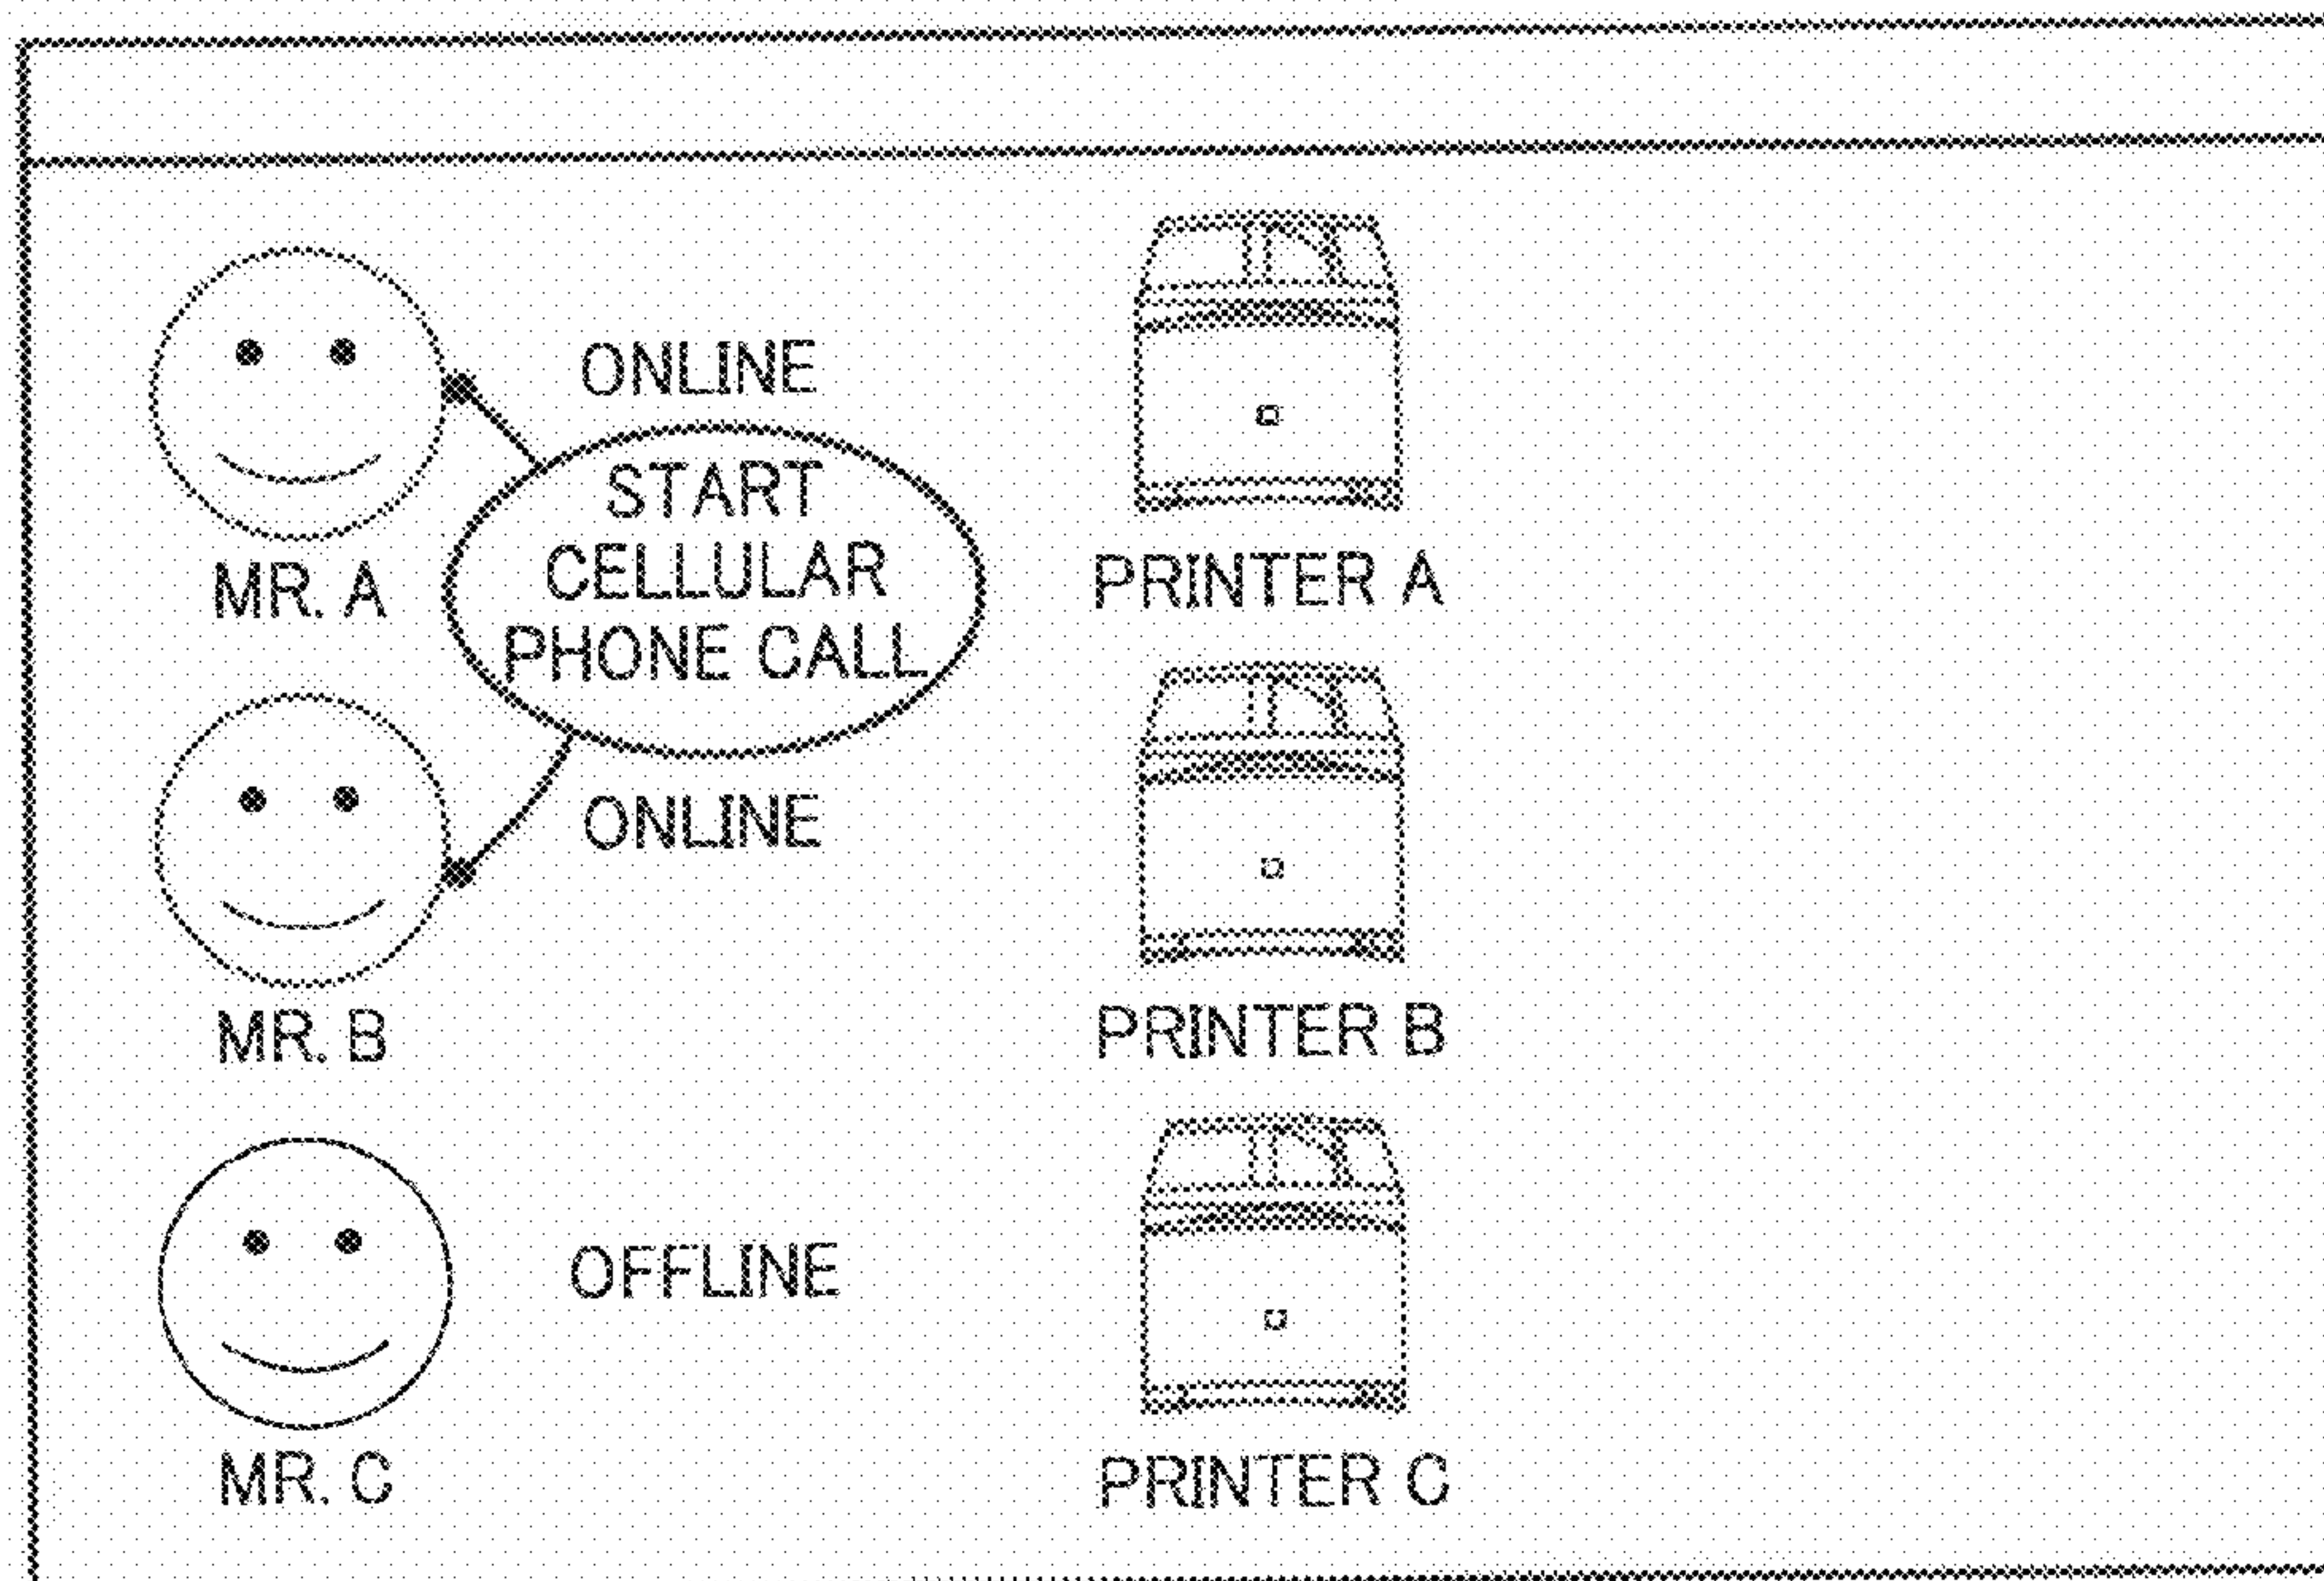 ONLINE
START
CELLULAR
PHONE CALL
MR. A
PRINTER A
ONLINE
MR. B
PRINTER B
OFFLINE
MR. C
PRINTER C